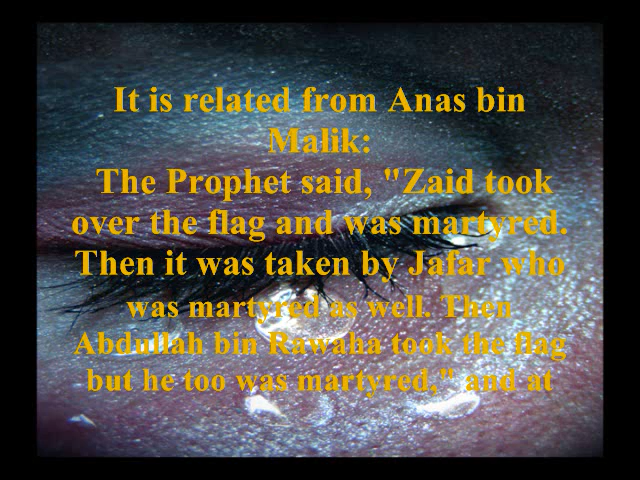 It is related from Anas bin
Malik:
The Prophet said, "Zaid took
over the flag and was martyred.
Then it was taken by Jafar who
was martyred as well. Then
Abdullah bin Rawaha took the flag
but he too was martyred," and at